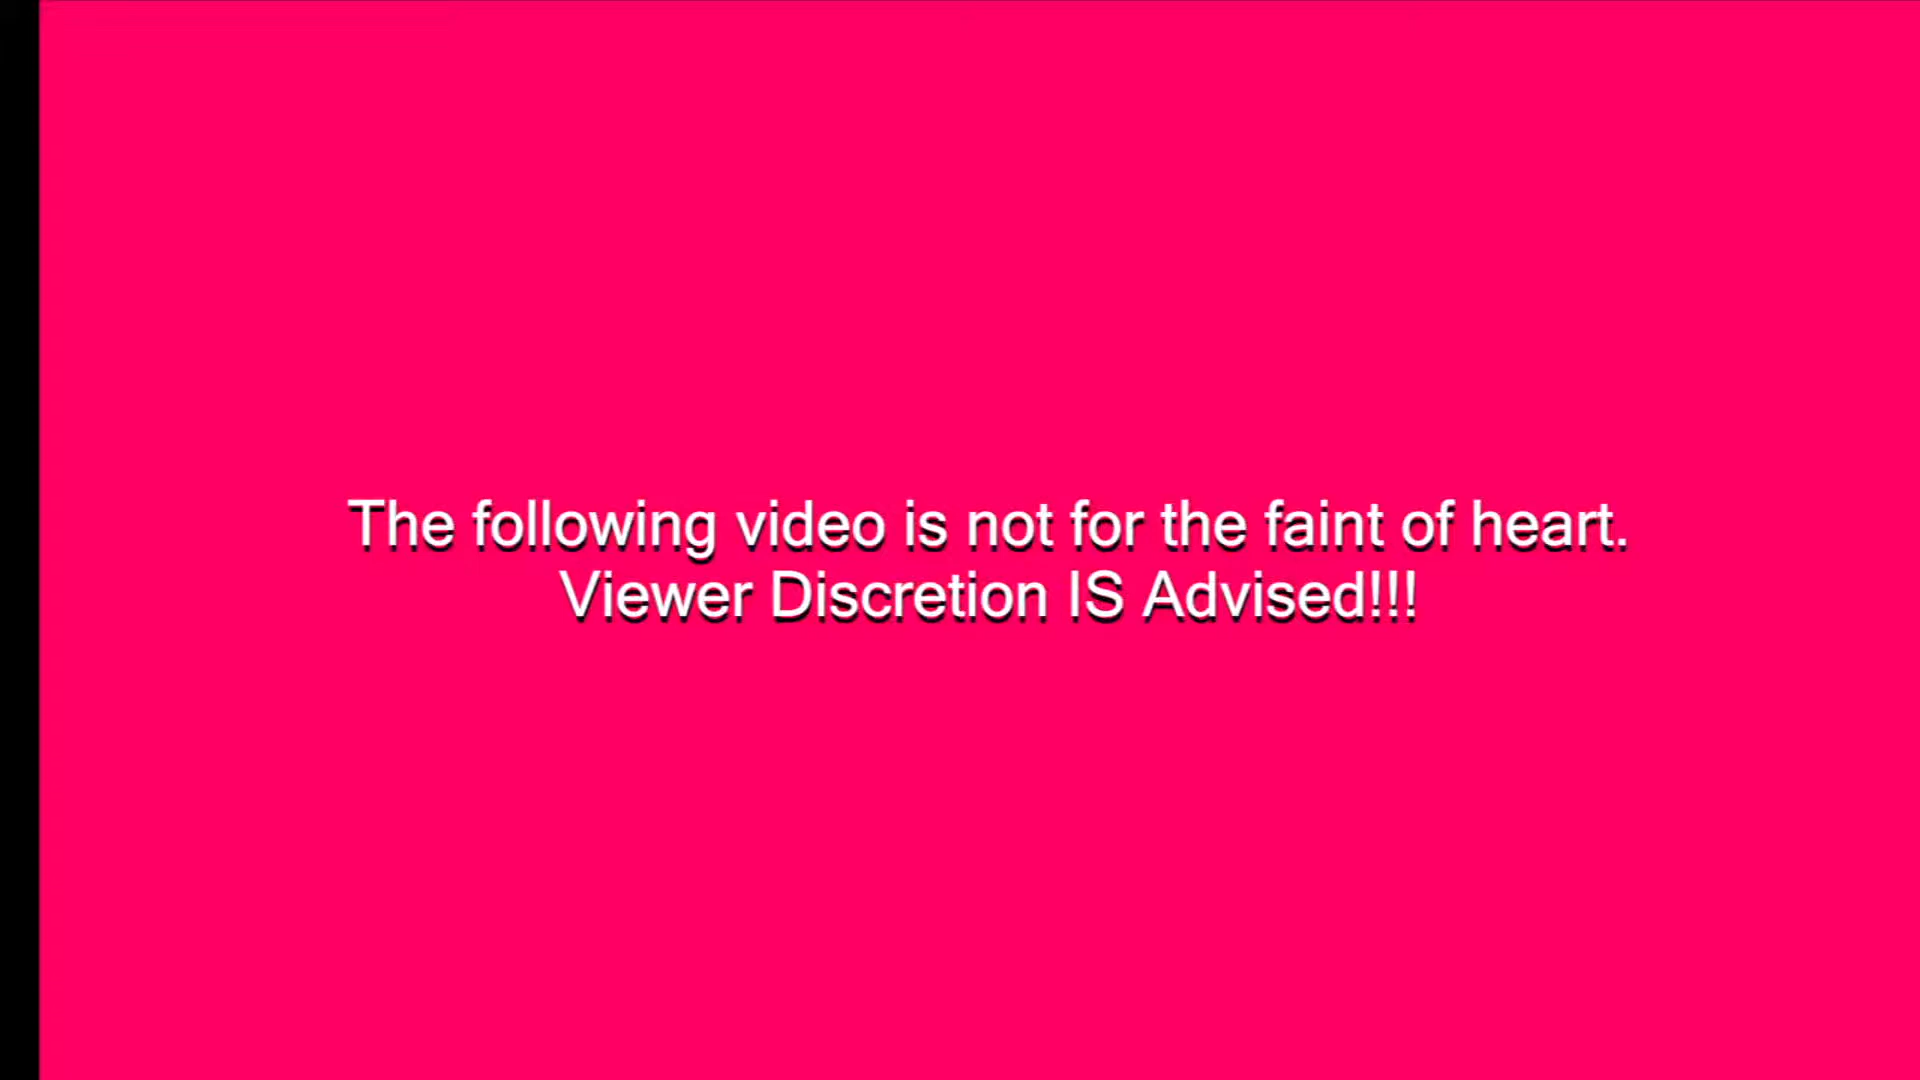 The following video is not for the faint of heart.
Viewer Discretion IS Advised!!!